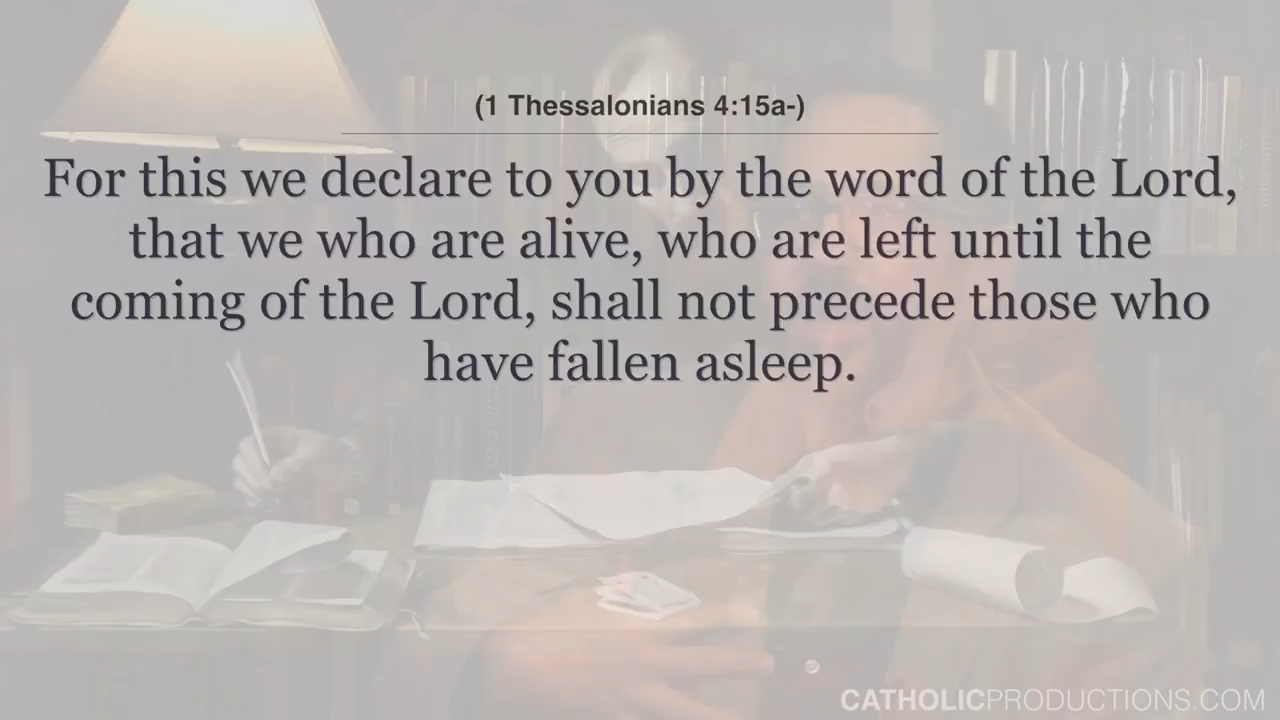 (1 Thessalonians 4:15a-)
For this we declare to you by the word of the Lord,
that we who are alive, who are left until the
coming of the Lord, shall not precede those who
have fallen asleep.
CATHOLICPRODUCTIONS.COM